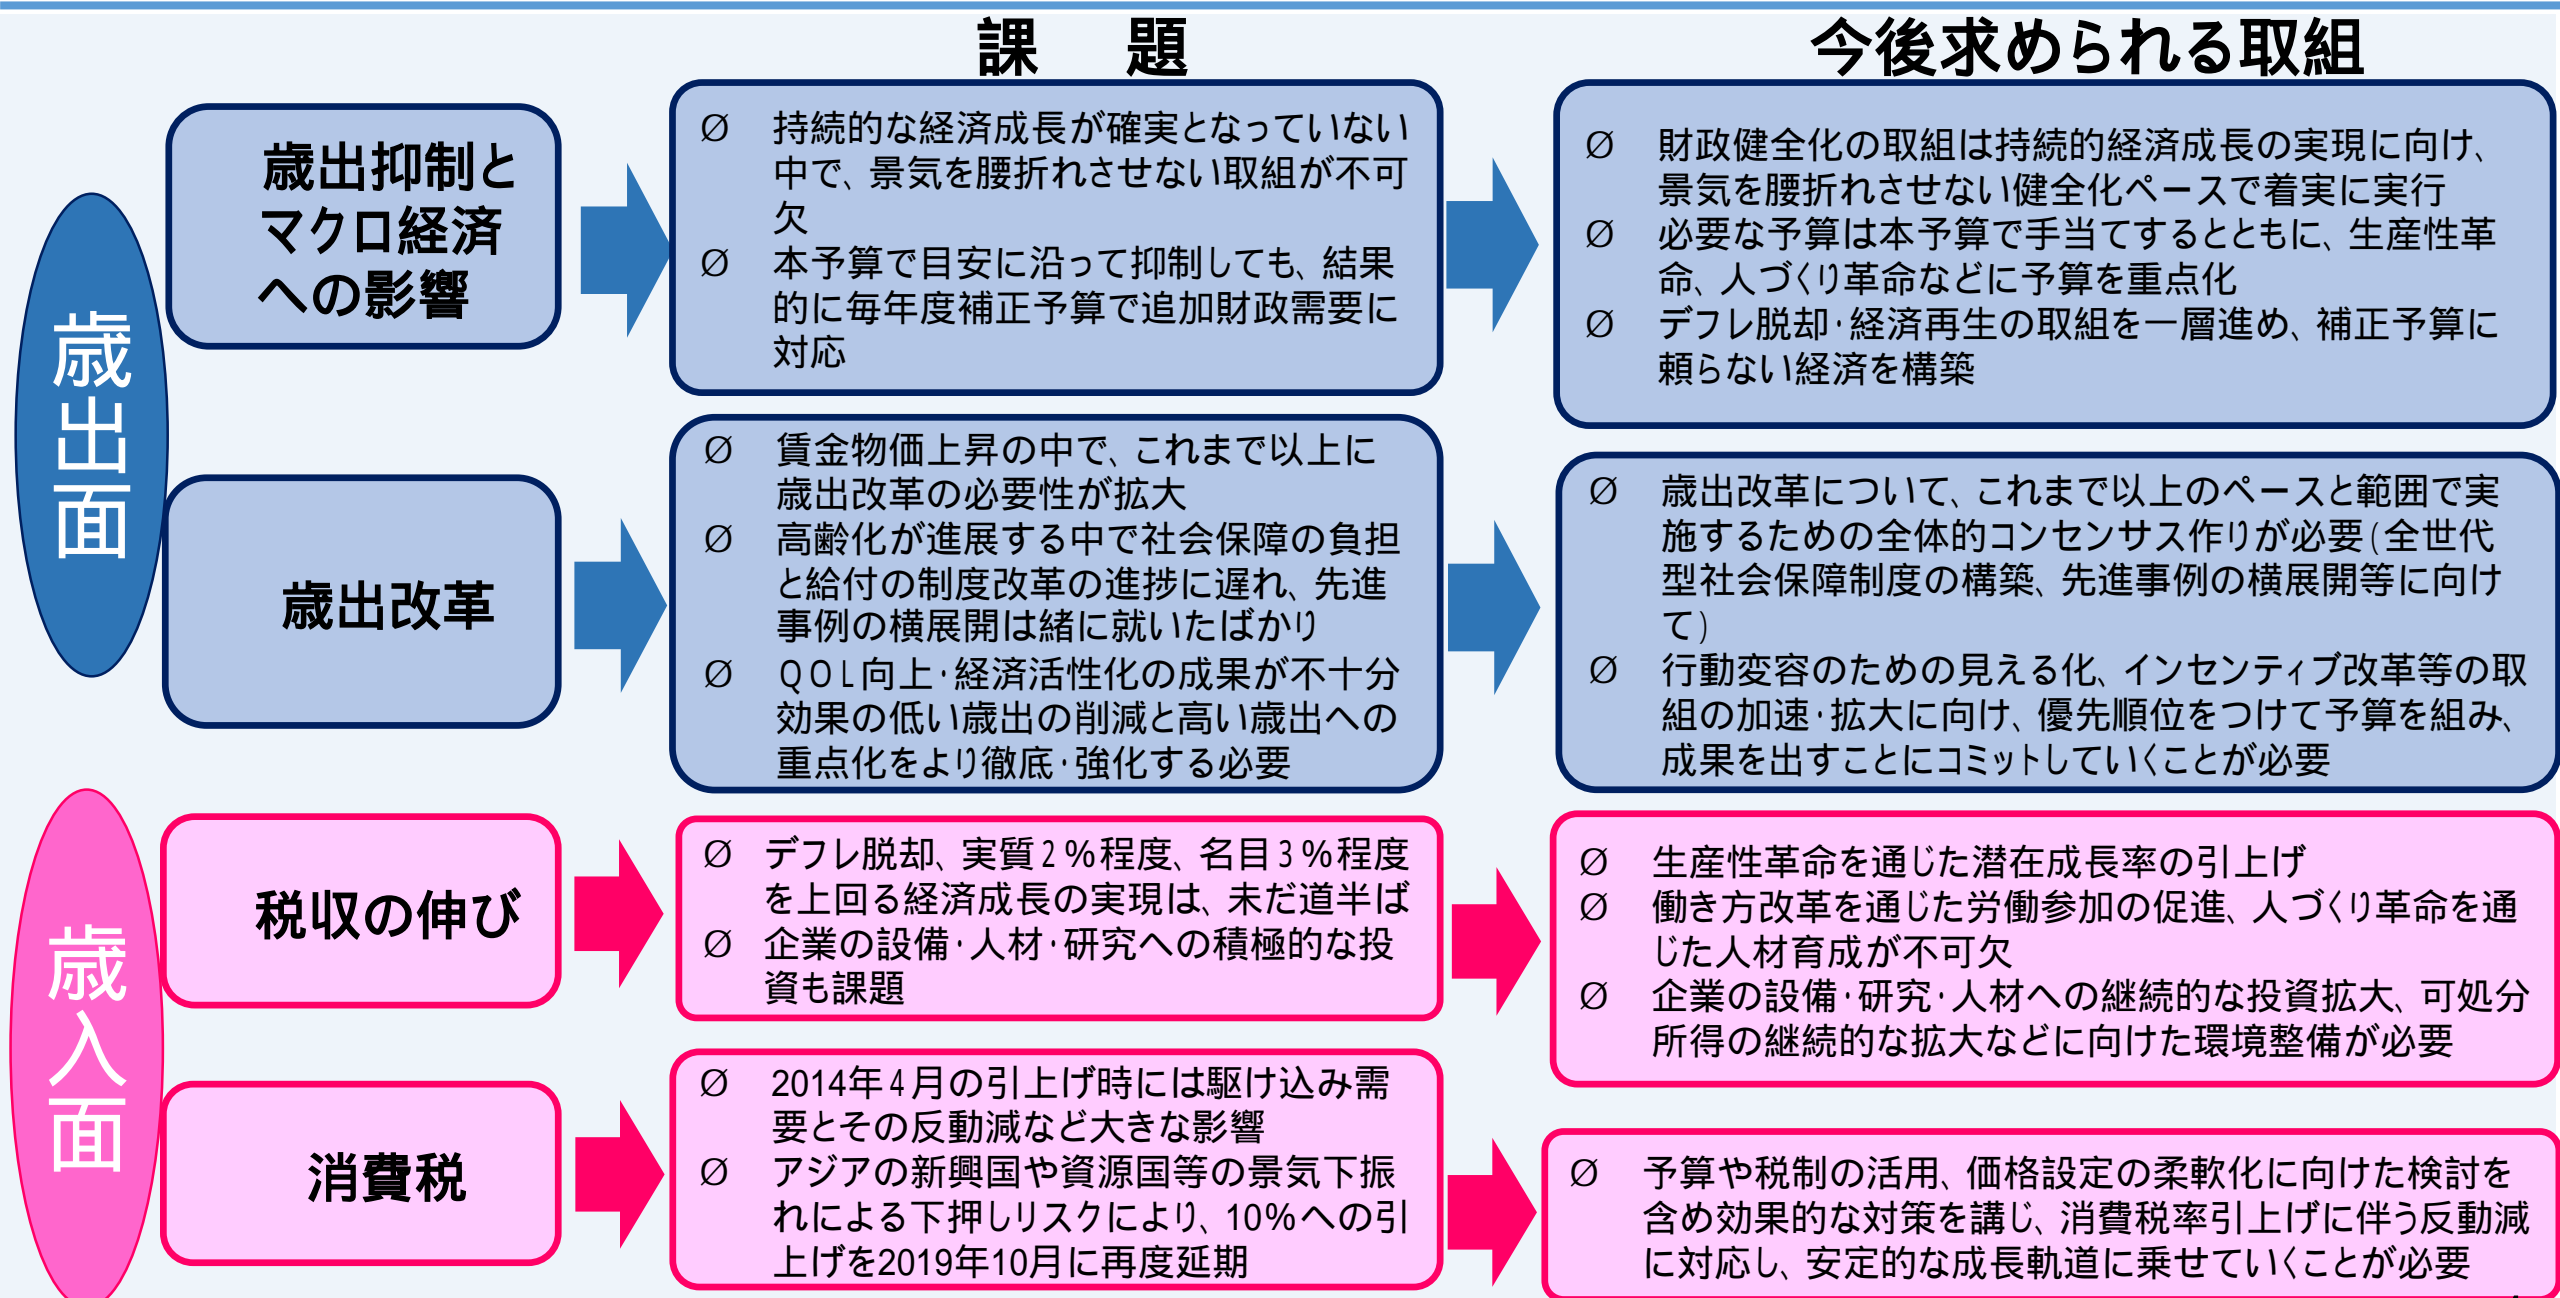 課 題
今後求められる取組
歳出面
歳出抑制と
マクロ経済
への影響
Ø 持続的な経済成長が確実となっていない
中で、景気を腰折れさせない取組が不可
欠
Ø 本予算で目安に沿って抑制しても、結果
的に毎年度補正予算で追加財政需要に
対応
Ø 財政健全化の取組は持続的経済成長の実現に向け、
景気を腰折れさせない健全化ペースで着実に実行
Ø 必要な予算は本予算で手当てするとともに、生産性革
命、人づくり革命などに予算を重点化
Ø デフレ脱却・経済再生の取組を一層進め、補正予算に
頼らない経済を構築
歳出改革
Ø 賃金物価上昇の中で、これまで以上に
歳出改革の必要性が拡大
Ø 高齢化が進展する中で社会保障の負担
と給付の制度改革の進捗に遅れ、先進
事例の横展開は緒に就いたばかり
Ø QOL向上・経済活性化の成果が不十分
効果の低い歳出の削減と高い歳出への
重点化をより徹底・強化する必要
Ø 歳出改革について、これまで以上のペースと範囲で実
施するための全体的コンセンサス作りが必要(全世代
型社会保障制度の構築、先進事例の横展開等に向け
て)
Ø 行動変容のための見える化、インセンティブ改革等の取
組の加速・拡大に向け、優先順位をつけて予算を組み、
成果を出すことにコミットしていくことが必要
歳入面
税収の伸び
Ø デフレ脱却、実質2%程度、名目3%程度
を上回る経済成長の実現は、未だ道半ば
Ø 企業の設備・人材・研究への積極的な投
資も課題
Ø 生産性革命を通じた潜在成長率の引上げ
Ø 働き方改革を通じた労働参加の促進、人づくり革命を通
じた人材育成が不可欠
Ø 企業の設備・研究・人材への継続的な投資拡大、可処分
所得の継続的な拡大などに向けた環境整備が必要
消費税
Ø 2014年4月の引上げ時には駆け込み需
要とその反動減など大きな影響
Ø アジアの新興国や資源国等の景気下振
れによる下押しリスクにより、10%への引
上げを2019年10月に再度延期
Ø 予算や税制の活用、価格設定の柔軟化に向けた検討を
含め効果的な対策を講じ、消費税率引上げに伴う反動減
に対応し、安定的な成長軌道に乗せていくことが必要